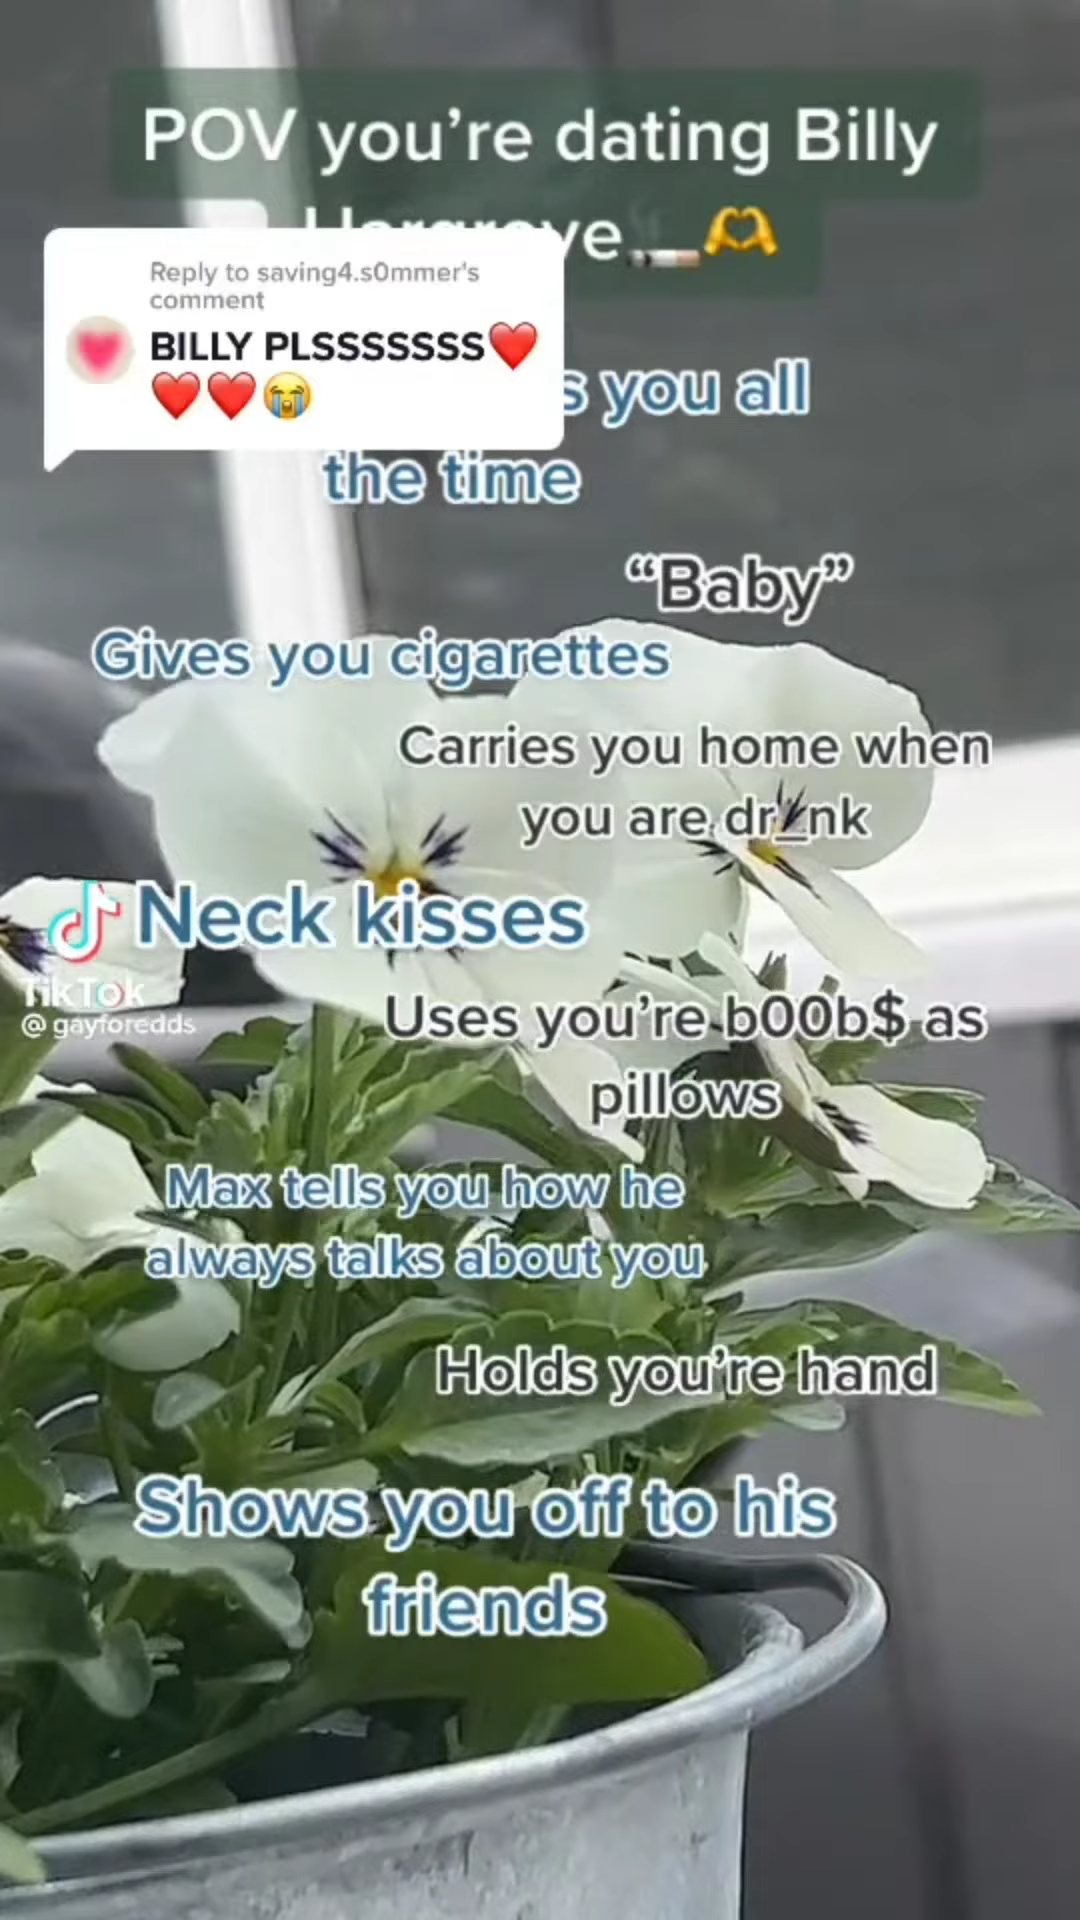 POV you’re dating Billy
Reply to saving4.s0mmer's
comment
BILLY PLSSSSSSS❤️
❤️❤️😭
you all
the time
“Baby”
Gives you cigarettes
Carries you home when
you are dr_nk
Neck kisses
TikTok
@gayforedds
Uses you’re b00b$ as
pillows
Max tells you how he
always talks about you
Holds you’re hand
Shows you off to his
friends